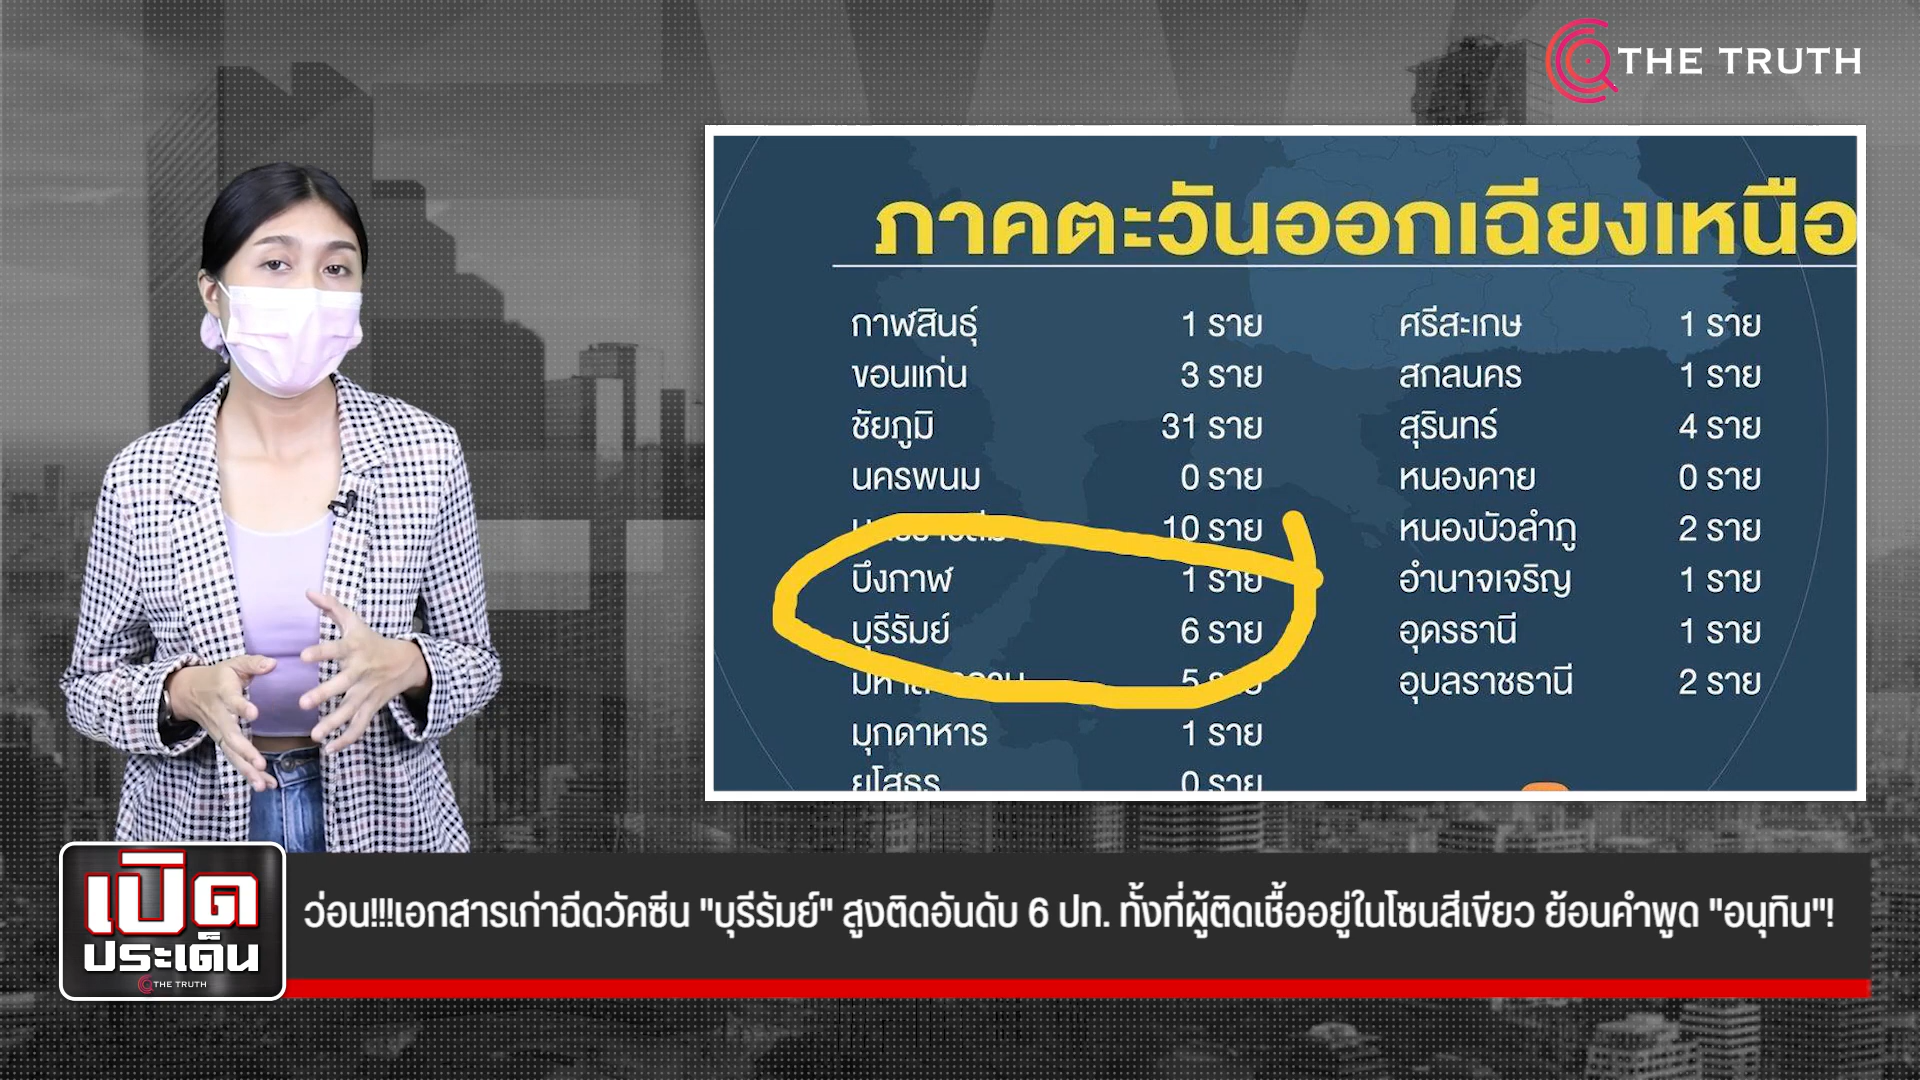 THE TRUTH
ภาคตะวันออกเฉียงเหนือ
กาฬสินธุ์ 1 ราย
ขอนแก่น 3 ราย
ชัยภูมิ 31 ราย
นครพนม 0 ราย
10 ราย
บึงกาฬ 1 ราย
บุรีรัมย์ 6 ราย
5 ราย
มุกดาหาร 1 ราย
ยโสธร 0 ราย
ศรีสะเกษ 1 ราย
สกลนคร 1 ราย
สุรินทร์ 4 ราย
หนองคาย 0 ราย
หนองบัวลำภู 2 ราย
อำนาจเจริญ 1 ราย
อุดรธานี 1 ราย
อุบลราชธานี 2 ราย
เปิด
ประเด็น
THE TRUTH
ว่อน!!!เอกสารเก่าฉีดวัคซีน "บุรีรัมย์" สูงติดอันดับ 6 ปท. ทั้งที่ผู้ติดเชื้ออยู่ในโซนสีเขียว ย้อนคำพูด "อนุทิน"!